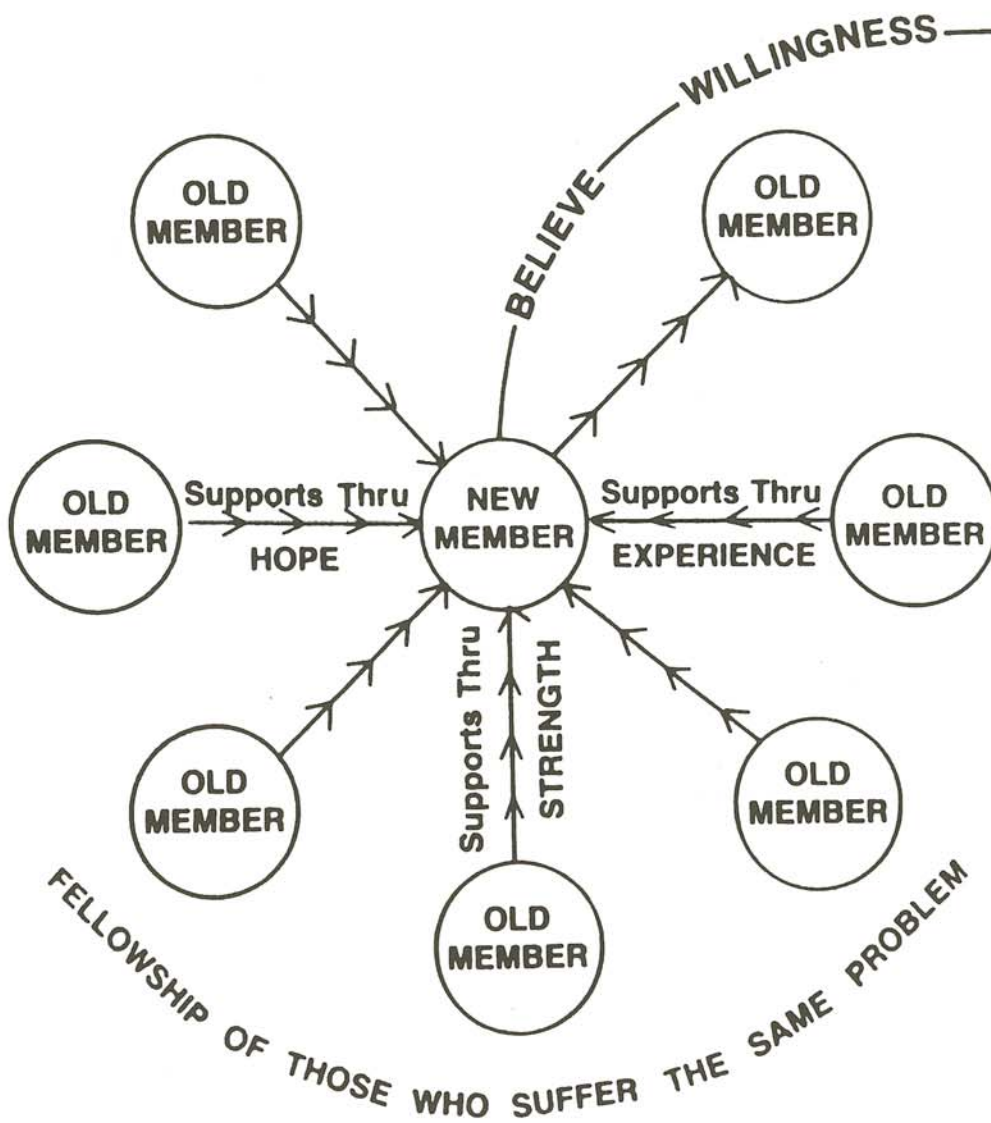 WILLINGNESS
BELIEVE
OLD
MEMBER
OLD
MEMBER
OLD
MEMBER
Supports Thru
HOPE
NEW
MEMBER
Supports Thru
EXPERIENCE
OLD
MEMBER
Supports Thru
STRENGTH
OLD
MEMBER
OLD
MEMBER
OLD
MEMBER
FELLOWSHIP OF THOSE WHO SUFFER THE SAME PROBLEM